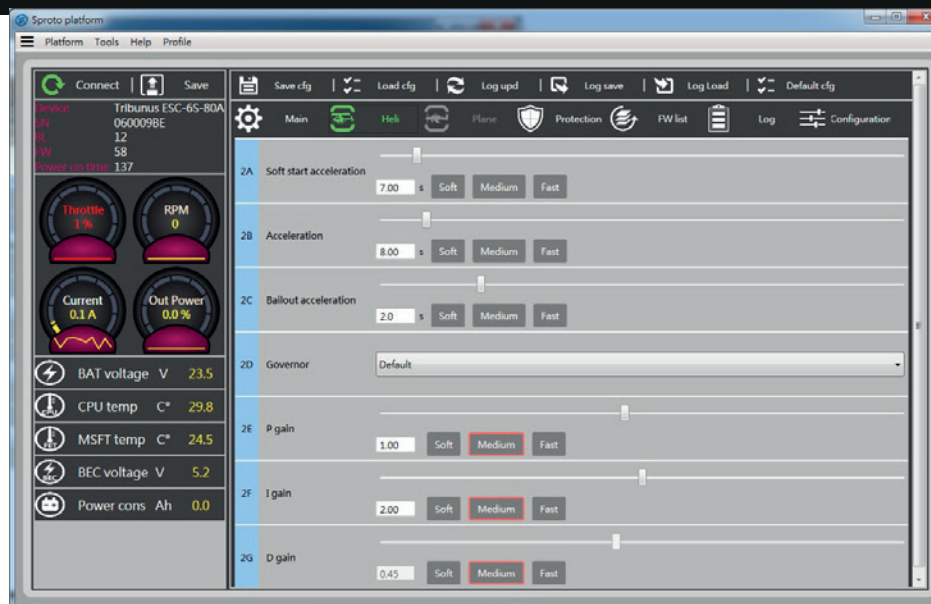 Sproto platform
Platform Tools Help Profile
Connect | Save
Save cfg | Load cfg | Log upd | Log save | Log Load | Default cfg
Device Tribunus ESC-6S-80A
SN 060009BE
BL 12
FW 58
Power on time 137
Main Heli Plane Protection FW list Log Configuration
Throttle
1 %
RPM
0
Current
0.1 A
Out Power
0.0 %
BAT voltage V 23.5
CPU temp C° 29.8
MSFT temp C° 24.5
BEC voltage V 5.2
Power cons Ah 0.0
2A Soft start acceleration
7.00 s Soft Medium Fast
2B Acceleration
8.00 s Soft Medium Fast
2C Bailout acceleration
2.0 s Soft Medium Fast
2D Governor Default
2E P gain
1.00 Soft Medium Fast
2F I gain
2.00 Soft Medium Fast
2G D gain
0.45 Soft Medium Fast